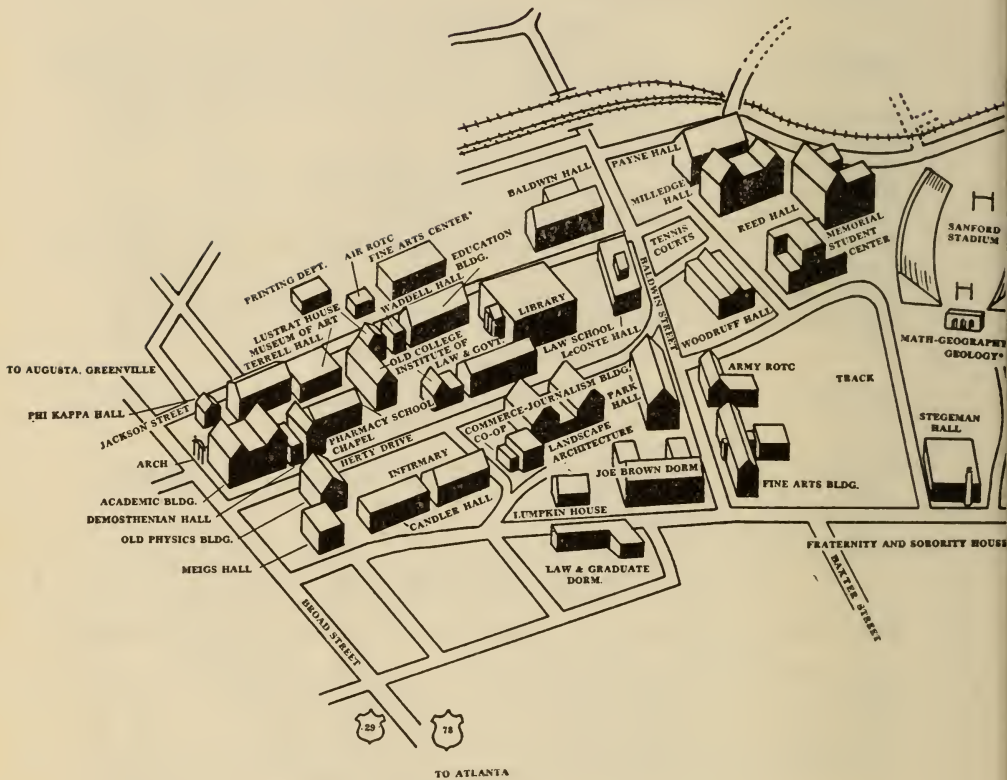 PAYNE HALL
BALDWIN HALL
MILLEDGE
HALL
REED HALL
MEMORIAL
STUDENT
CENTER
SANFORD
STADIUM
AIR ROTC
FINE ARTS CENTER*
PRINTING DEPT.
WADDELL HALL
EDUCATION
BLDG.
TENNIS
COURTS
BALDWIN STREET
LUSTRAT HOUSE
MUSEUM OF ART
TERRELL HALL
LIBRARY
OLD COLLEGE
INSTITUTE OF
LAW & GOVT.
LAW SCHOOL
LeCONTE HALL
WOODRUFF HALL
MATH-GEOGRAPHY
GEOLOGY*
TO AUGUSTA, GREENVILLE
PHI KAPPA HALL
JACKSON STREET
PHARMACY SCHOOL
CHAPEL
COMMERCE-JOURNALISM BLDG.
CO-OP
PARK
HALL
ARMY ROTC
TRACK
STEGEMAN
HALL
HERTY DRIVE
LANDSCAPE
ARCHITECTURE
ARCH
INFIRMARY
JOE BROWN DORM
ACADEMIC BLDG.
CANDLER HALL
FINE ARTS BLDG.
DEMOSTHENIAN HALL
LUMPKIN HOUSE
OLD PHYSICS BLDG.
FRATERNITY AND SORORITY HOUSE
MEIGS HALL
LAW & GRADUATE
DORM.
BAXTER STREET
BROAD STREET
29
78
TO ATLANTA